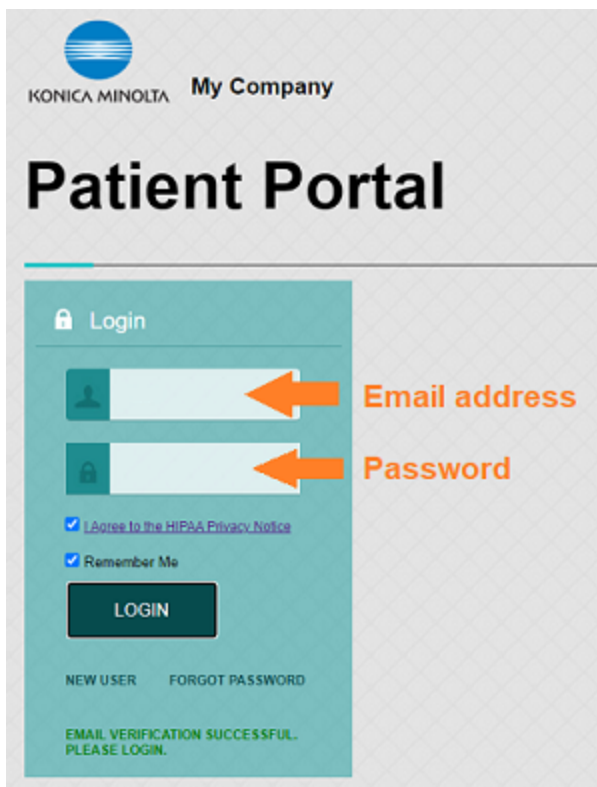 KONICA MINOLTA
My Company
Patient Portal
Login
Email address
Password
I Agree to the HIPAA Privacy Notice
Remember Me
LOGIN
NEW USER FORGOT PASSWORD
EMAIL VERIFICATION SUCCESSFUL.
PLEASE LOGIN.